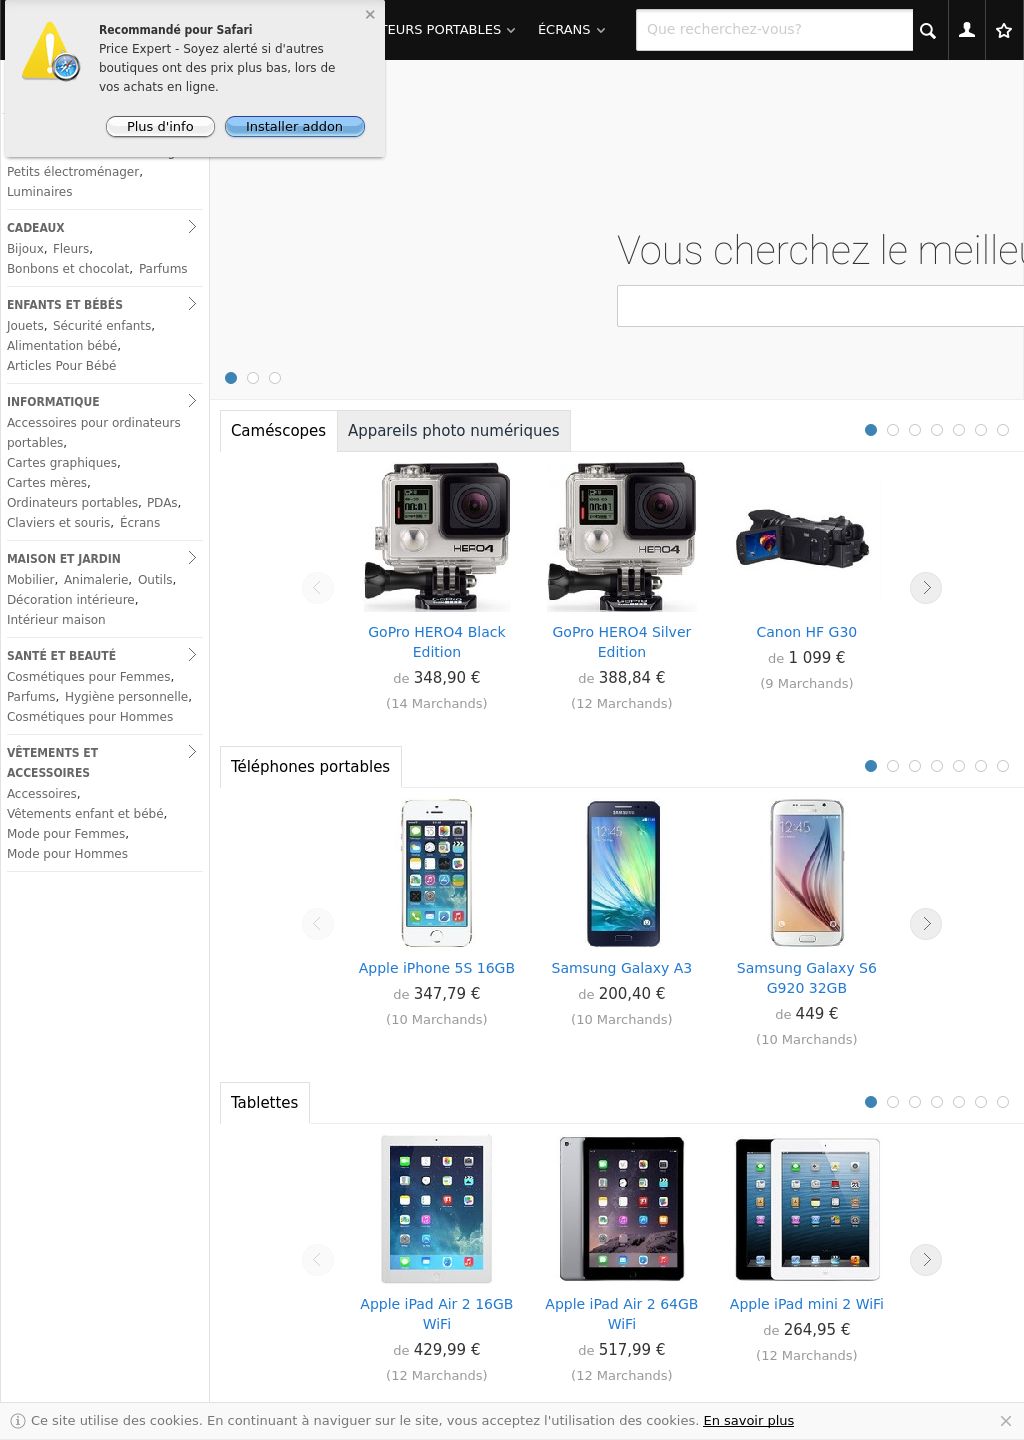 Recommandé pour Safari
Price Expert - Soyez alerté si d'autres
boutiques ont des prix plus bas, lors de
vos achats en ligne.
Plus d'info
Installer addon
TEURS PORTABLES
ÉCRANS
Que recherchez-vous?
Petits électroménager,
Luminaires
CADEAUX
Bijoux, Fleurs,
Bonbons et chocolat, Parfums
ENFANTS ET BÉBÉS
Jouets, Sécurité enfants,
Alimentation bébé,
Articles Pour Bébé
INFORMATIQUE
Accessoires pour ordinateurs
portables,
Cartes graphiques,
Cartes mères,
Ordinateurs portables, PDAs,
Claviers et souris, Écrans
MAISON ET JARDIN
Mobilier, Animalerie, Outils,
Décoration intérieure,
Intérieur maison
SANTÉ ET BEAUTÉ
Cosmétiques pour Femmes,
Parfums, Hygiène personnelle,
Cosmétiques pour Hommes
VÊTEMENTS ET
ACCESSOIRES
Accessoires,
Vêtements enfant et bébé,
Mode pour Femmes,
Mode pour Hommes
Vous cherchez le meilleu
Caméscopes
Appareils photo numériques
HERO4
HERO4
GoPro HERO4 Black
Edition
de 348,90 €
(14 Marchands)
GoPro HERO4 Silver
Edition
de 388,84 €
(12 Marchands)
Canon HF G30
de 1 099 €
(9 Marchands)
Téléphones portables
SAMSUNG
12:45
12:45
Apple iPhone 5S 16GB
de 347,79 €
(10 Marchands)
Samsung Galaxy A3
de 200,40 €
(10 Marchands)
Samsung Galaxy S6
G920 32GB
de 449 €
(10 Marchands)
Tablettes
Apple iPad Air 2 16GB
WiFi
de 429,99 €
(12 Marchands)
Apple iPad Air 2 64GB
WiFi
de 517,99 €
(12 Marchands)
Apple iPad mini 2 WiFi
de 264,95 €
(12 Marchands)
Ce site utilise des cookies. En continuant à naviguer sur le site, vous acceptez l'utilisation des cookies. En savoir plus